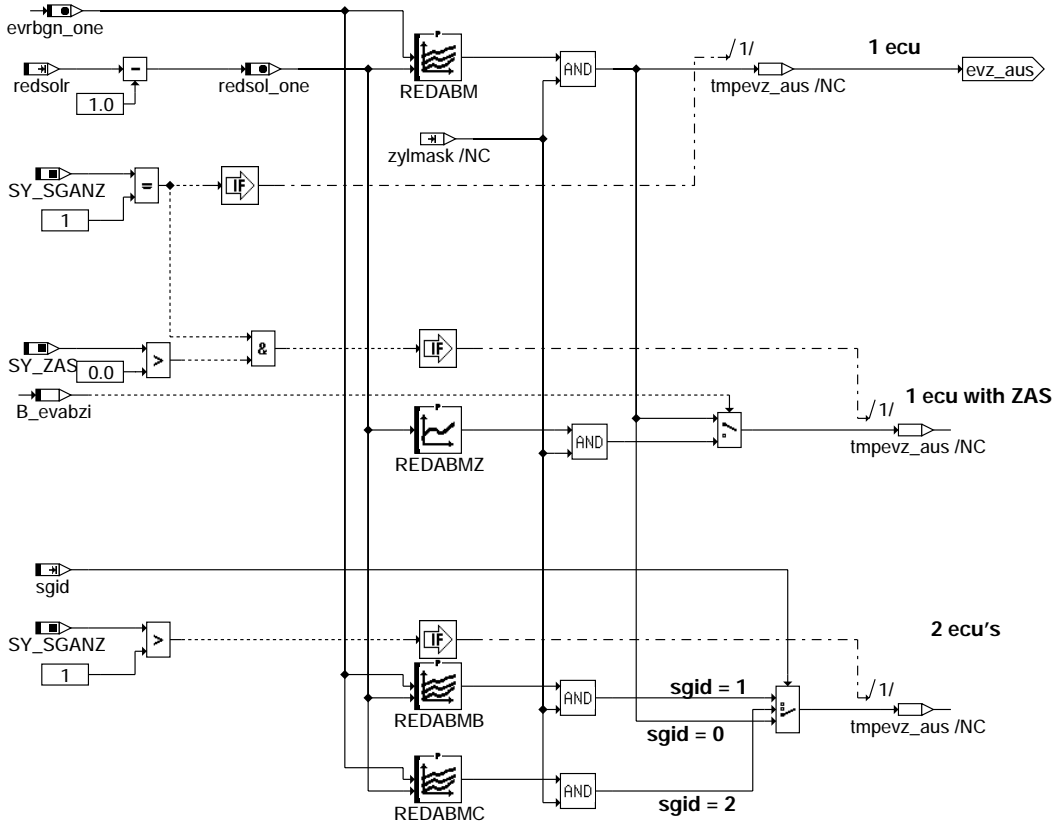 evrbgn_one
redsolr
-
1.0
redsol_one
P
REDABM
AND
1/
1 ecu
tmpevz_aus /NC
evz_aus
zylmask /NC
SY_SGANZ
1
=
IF
SY_ZAS
0.0
>
&
IF
B_evabzi
P
REDABMZ
AND
1/
1 ecu with ZAS
tmpevz_aus /NC
sgid
SY_SGANZ
1
>
IF
2 ecu's
P
REDABMB
AND
sgid = 1
sgid = 0
1/
tmpevz_aus /NC
P
REDABMC
AND
sgid = 2